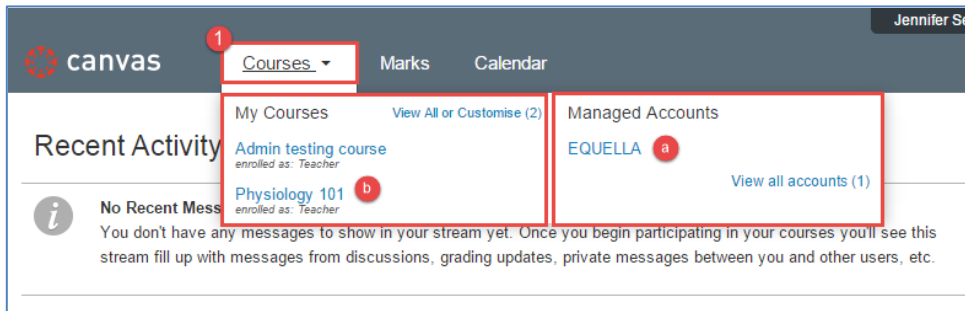 Jennifer Se
1
canvas Courses Marks Calendar
My Courses View All or Customise (2)
Managed Accounts
Recent Activity
Admin testing course
enrolled as: Teacher
EQUELLA a
View all accounts (1)
Physiology 101 b
enrolled as: Teacher
i
No Recent Mess
You don't have any messages to show in your stream yet. Once you begin participating in your courses you'll see this
stream fill up with messages from discussions, grading updates, private messages between you and other users, etc.